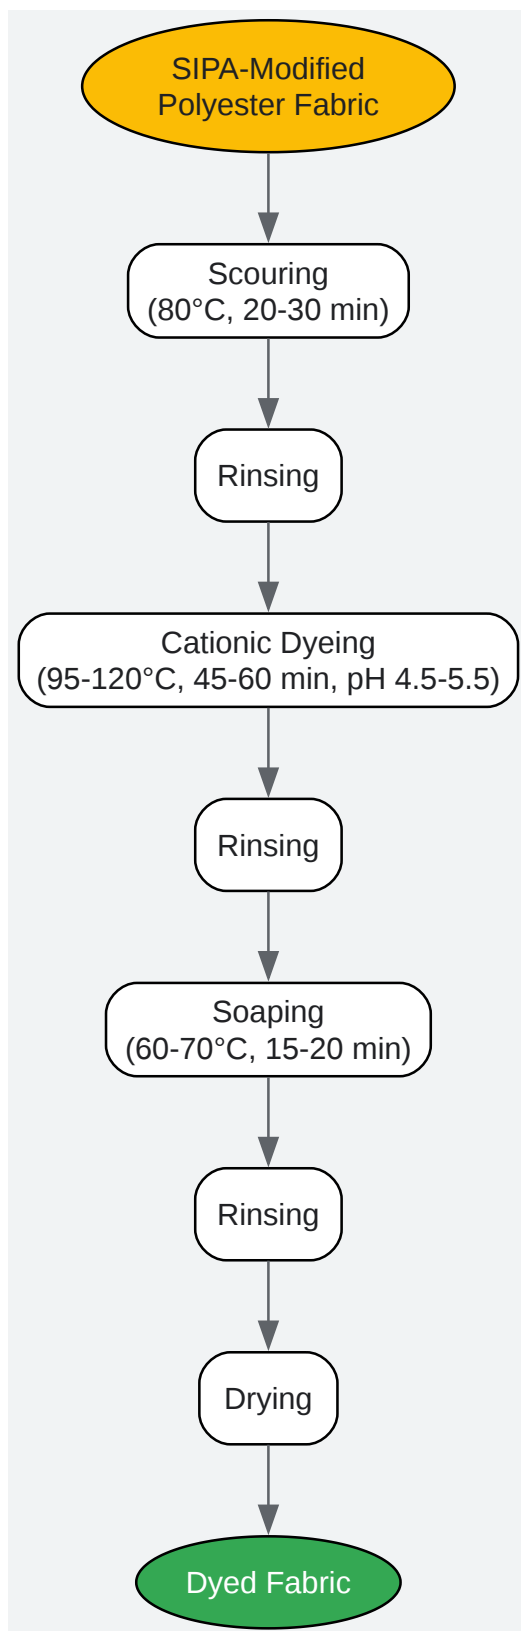 SIPA-Modified
Polyester Fabric
Scouring
(80°C, 20-30 min)
Rinsing
Cationic Dyeing
(95-120°C, 45-60 min, pH 4.5-5.5)
Rinsing
Soaping
(60-70°C, 15-20 min)
Rinsing
Drying
Dyed Fabric